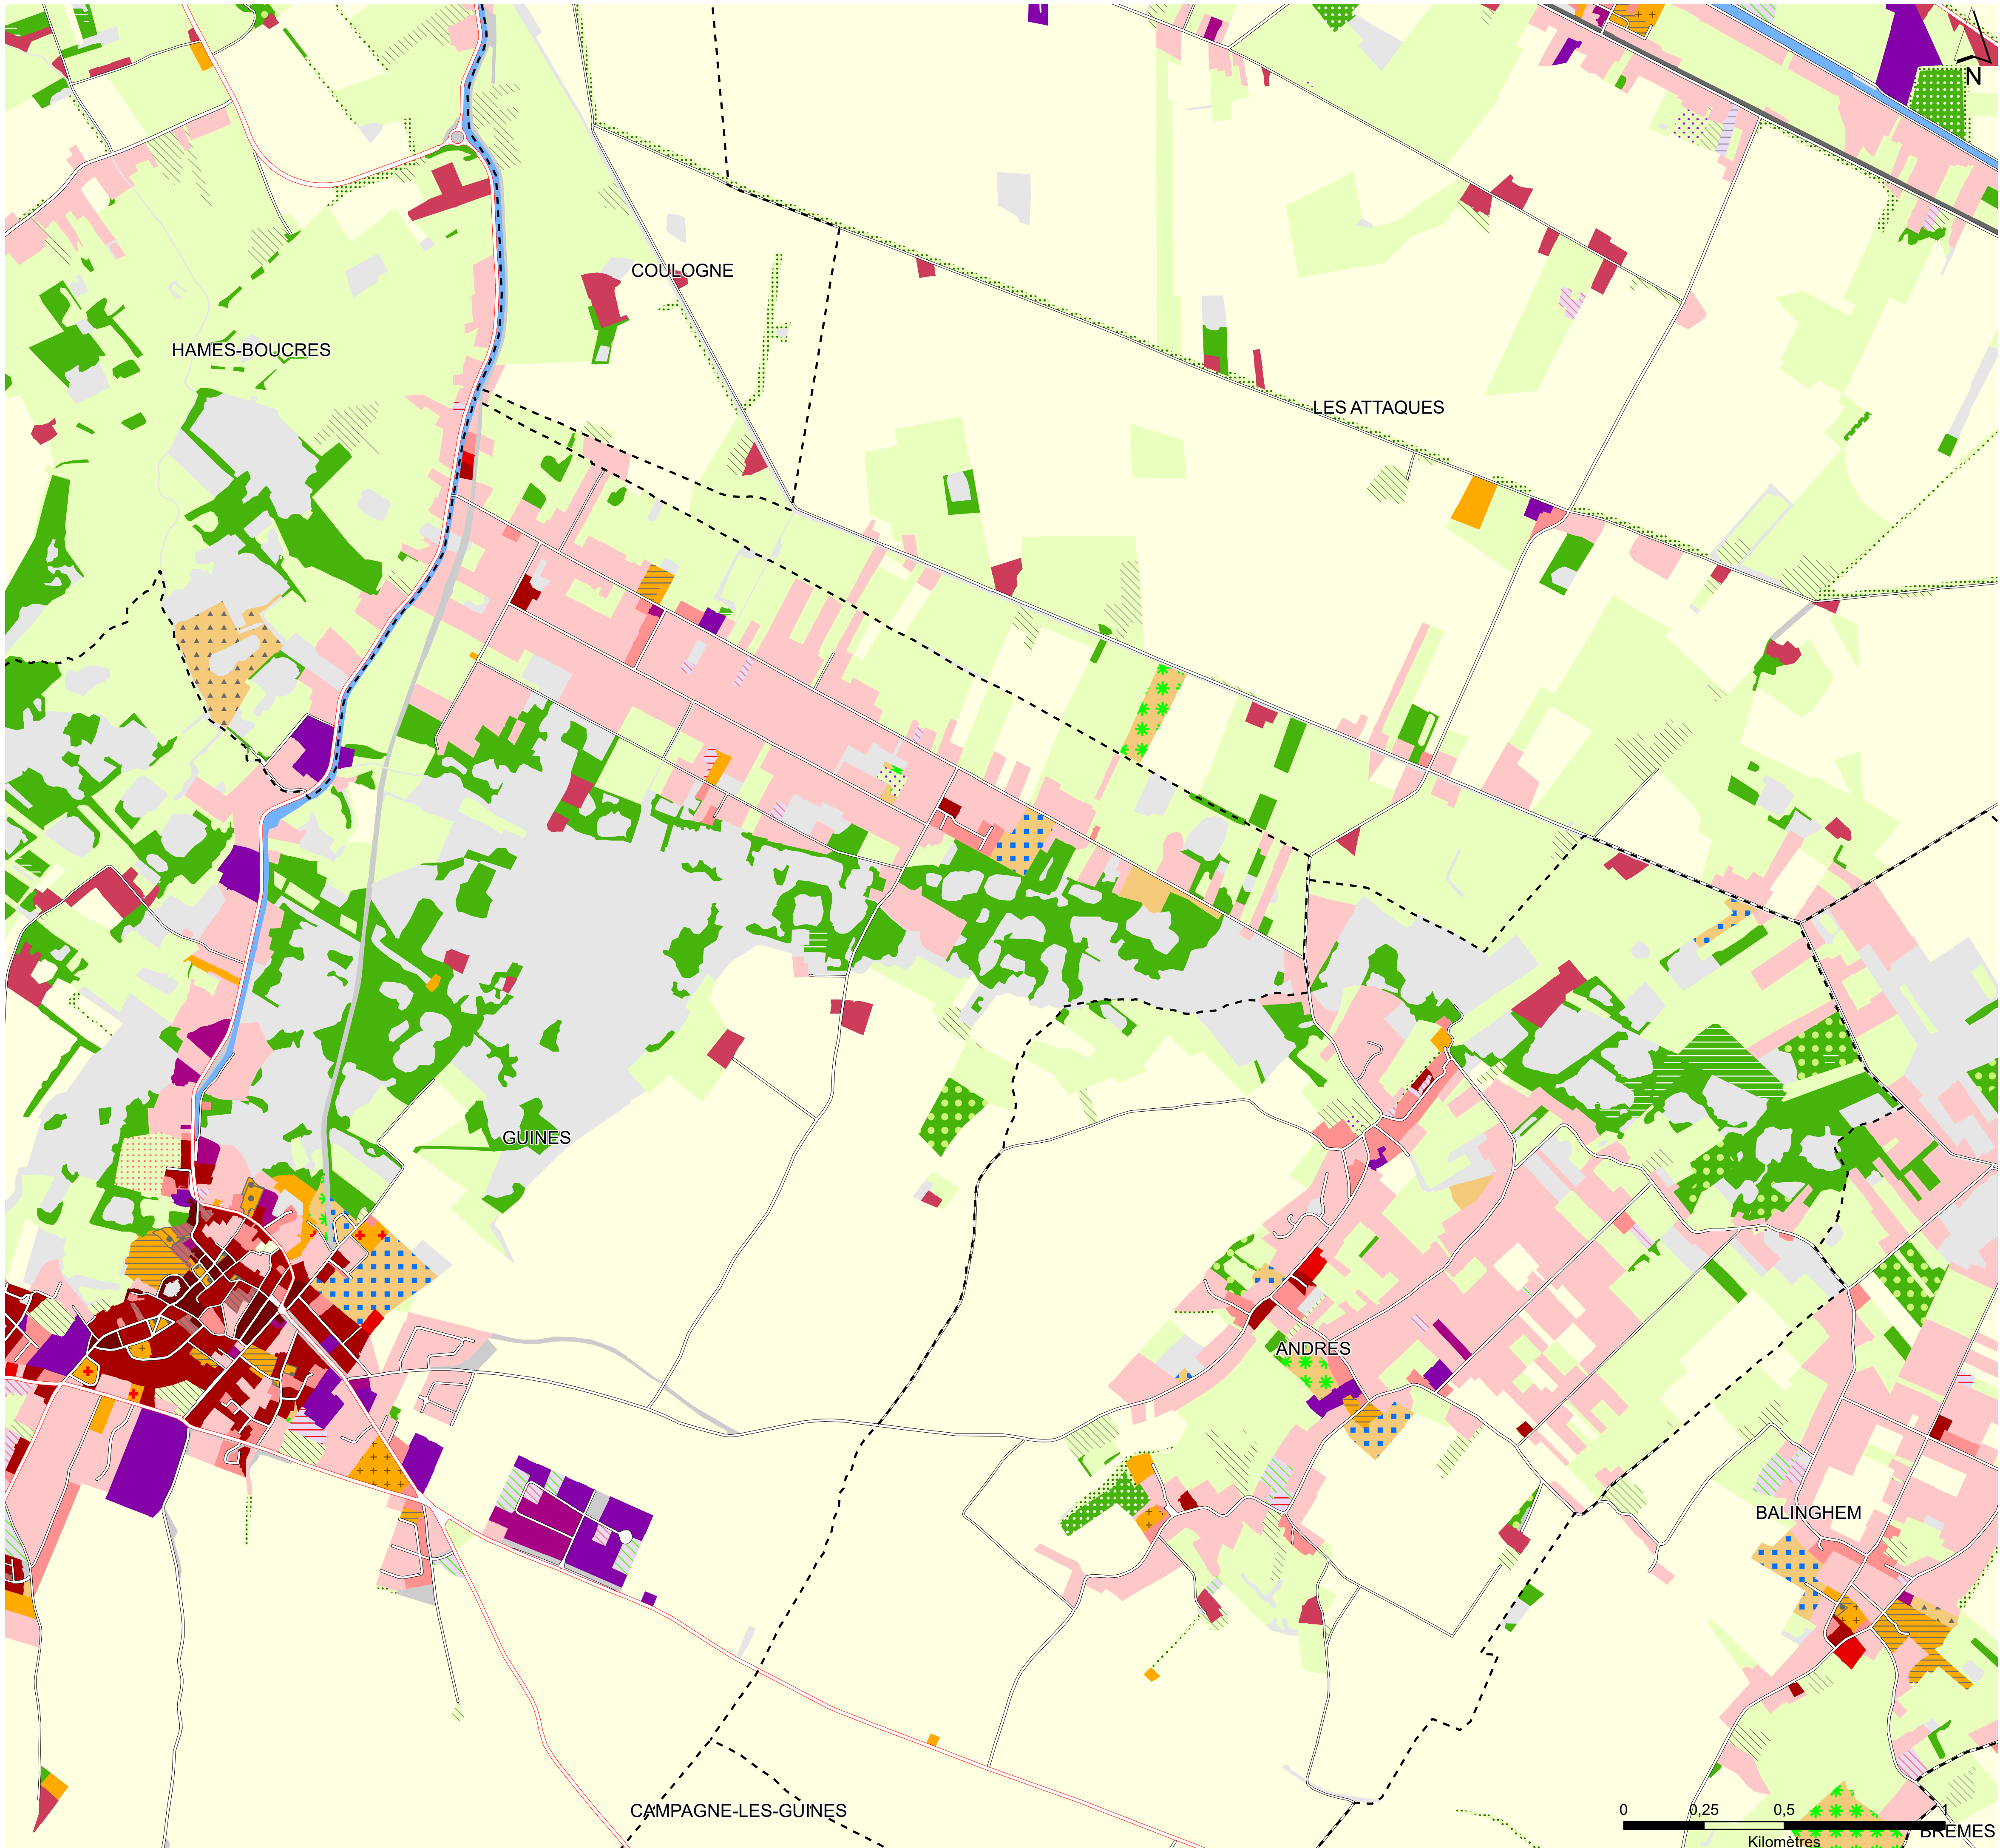 N
COULOGNE
HAMES-BOUCRES
LES ATTAQUES
GUINES
ANDRES
BALINGHEM
CAMPAGNE-LES-GUINES
0 0,25 0,5 1
BREMES
Kilomètres